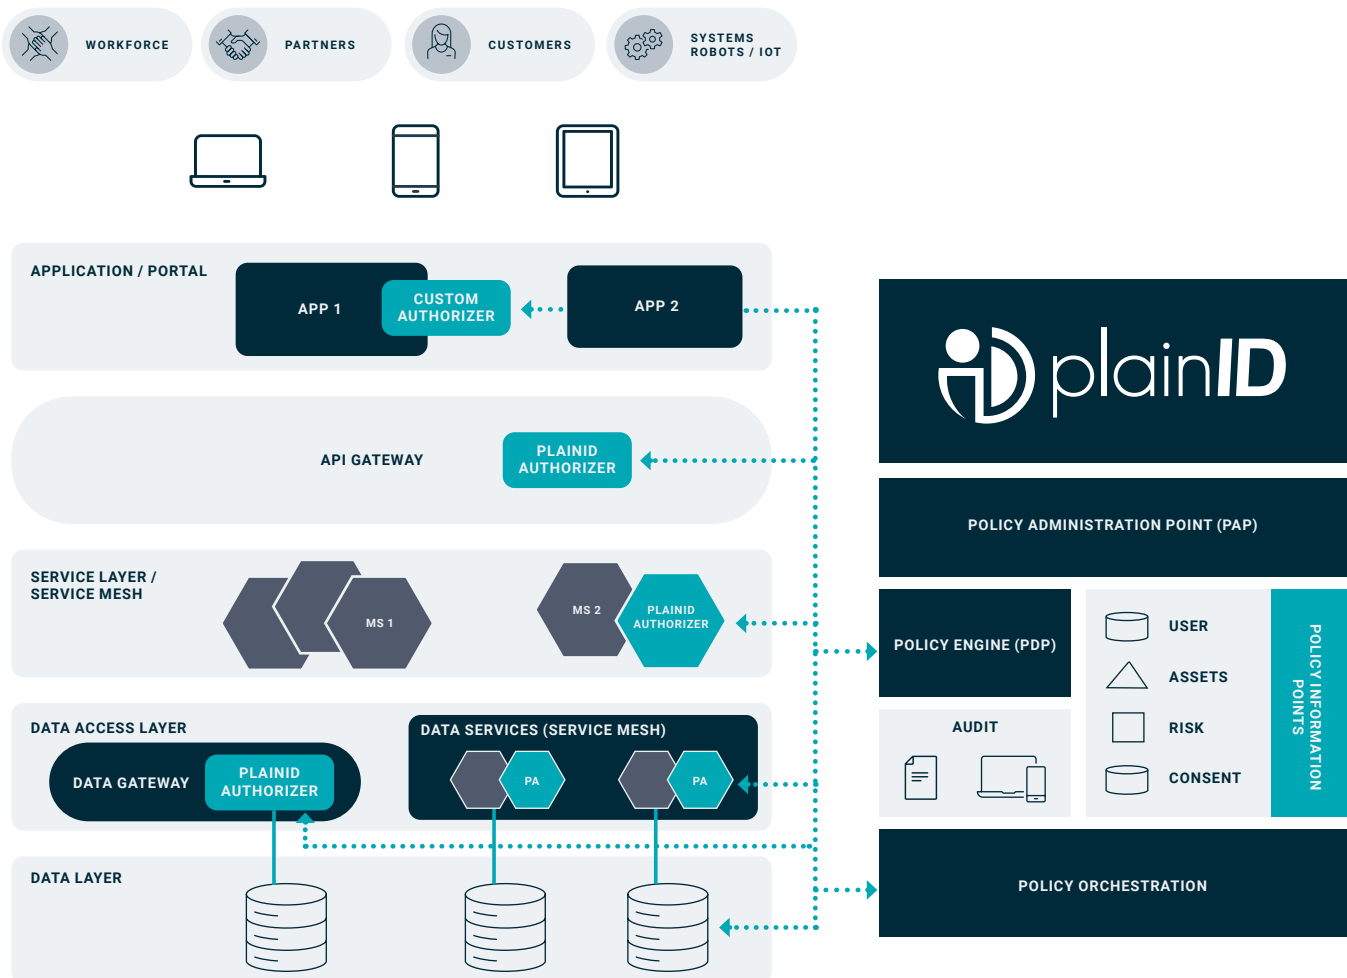 WORKFORCE
PARTNERS
CUSTOMERS
SYSTEMS
ROBOTS / IOT
APPLICATION / PORTAL
APP 1
CUSTOM
AUTHORIZER
APP 2
API GATEWAY
PLAINID
AUTHORIZER
SERVICE LAYER /
SERVICE MESH
MS 1
MS 2
PLAINID
AUTHORIZER
DATA ACCESS LAYER
DATA GATEWAY
PLAINID
AUTHORIZER
DATA SERVICES (SERVICE MESH)
PA
PA
DATA LAYER
plainID
POLICY ADMINISTRATION POINT (PAP)
POLICY ENGINE (PDP)
AUDIT
USER
ASSETS
RISK
CONSENT
POLICY INFORMATION
POINTS
POLICY ORCHESTRATION